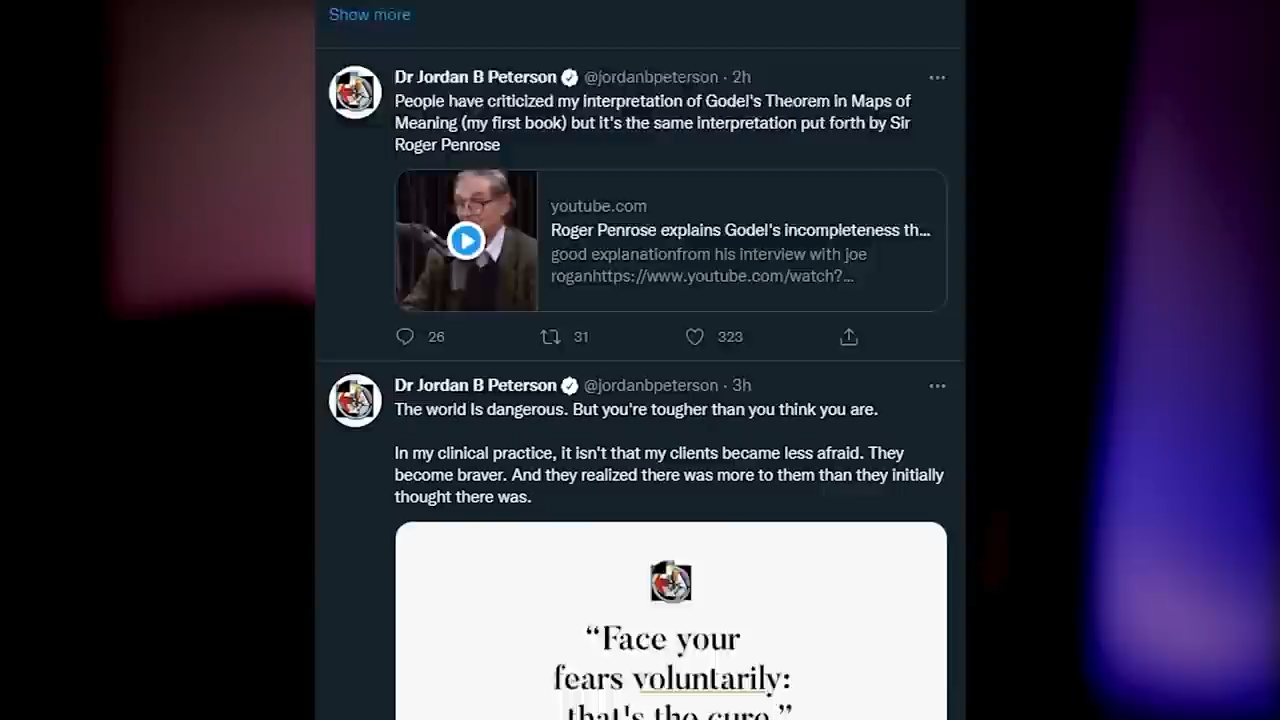 Show more
Dr Jordan B Peterson @jordanbpeterson · 2h
People have criticized my interpretation of Godel's Theorem in Maps of
Meaning (my first book) but it's the same interpretation put forth by Sir
Roger Penrose
youtube.com
Roger Penrose explains Godel's incompleteness th...
good explanationfrom his interview with joe
roganhttps://www.youtube.com/watch?...
26 31 323
Dr Jordan B Peterson @jordanbpeterson · 3h
The world Is dangerous. But you're tougher than you think you are.
In my clinical practice, it isn't that my clients became less afraid. They
become braver. And they realized there was more to them than they initially
thought there was.
“Face your
fears voluntarily:
that's the cure.”